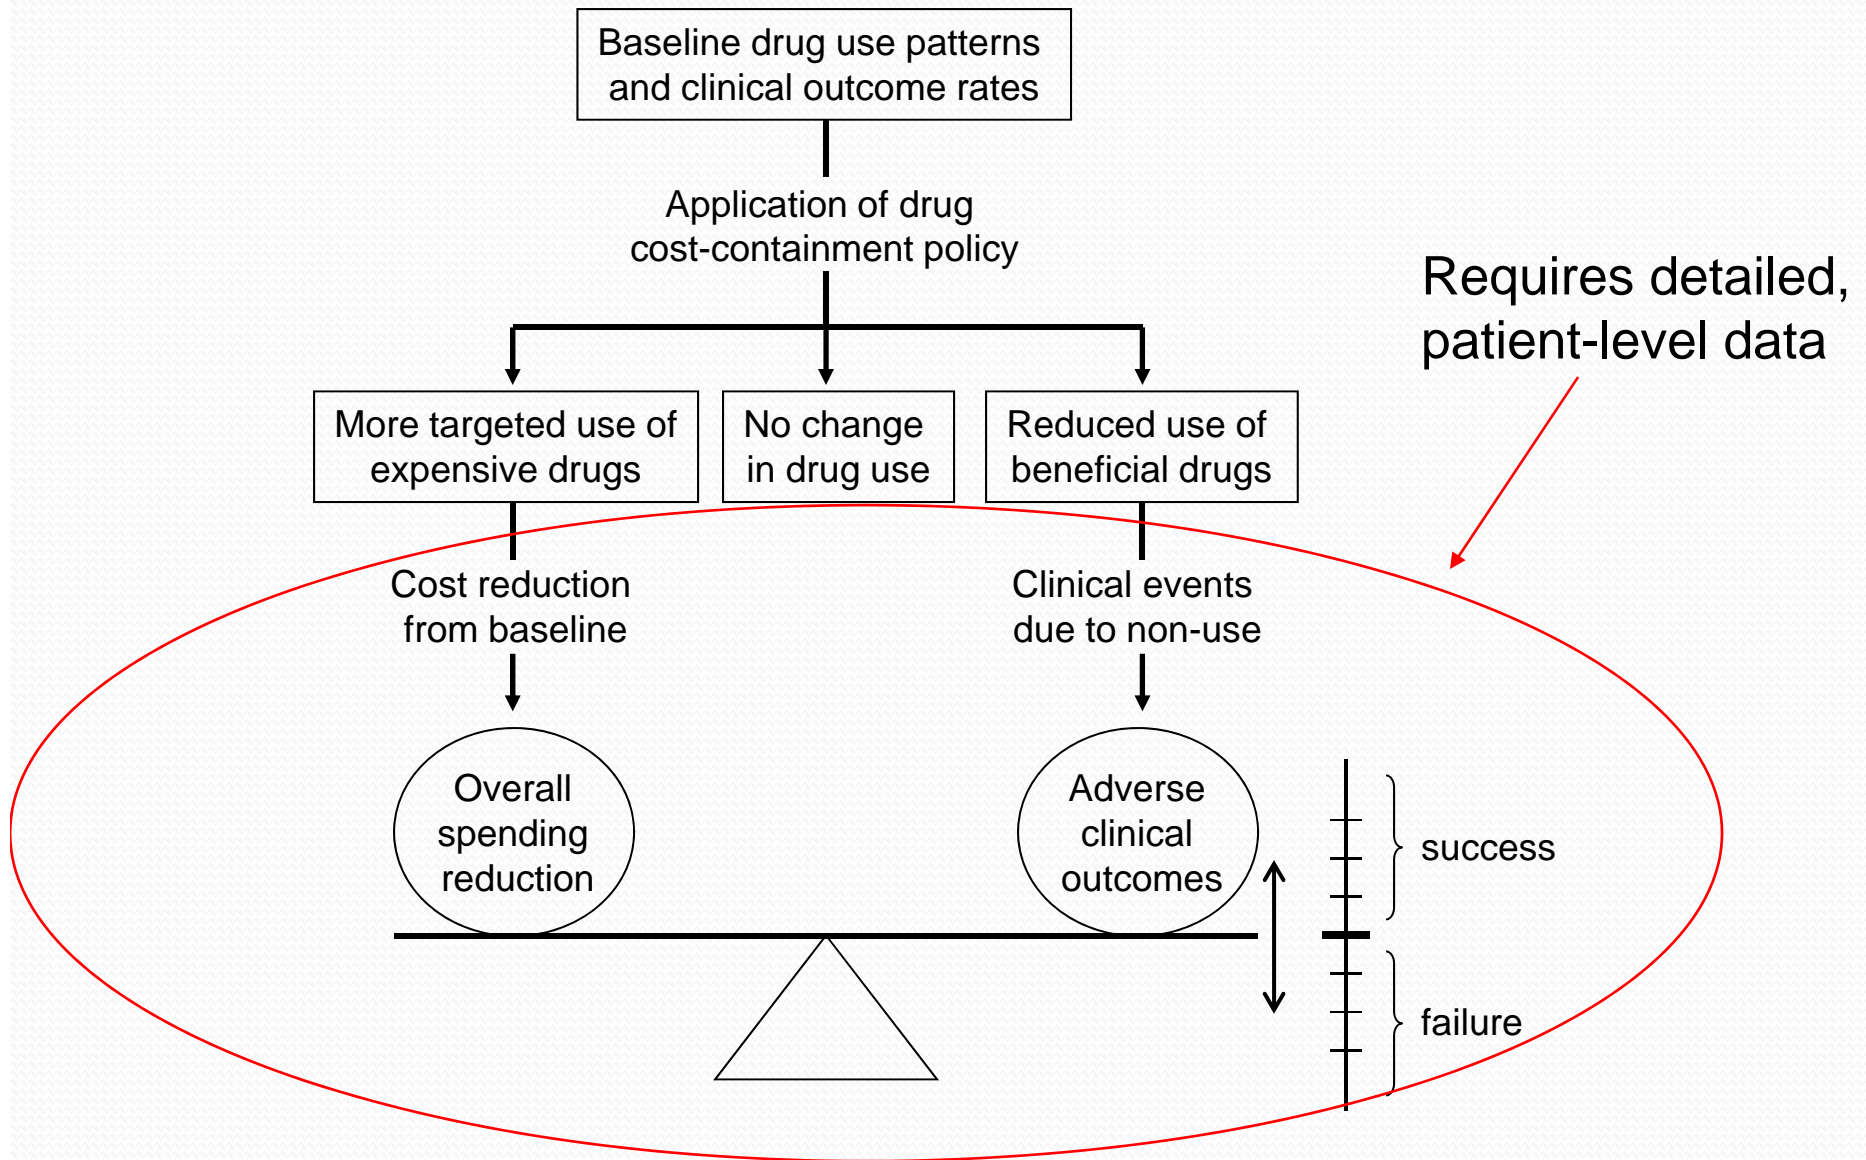 Baseline drug use patterns
and clinical outcome rates
Application of drug
cost-containment policy
Requires detailed,
patient-level data
More targeted use of
expensive drugs
No change
in drug use
Reduced use of
beneficial drugs
Cost reduction
from baseline
Clinical events
due to non-use
Overall
spending
reduction
Adverse
clinical
outcomes
success
failure